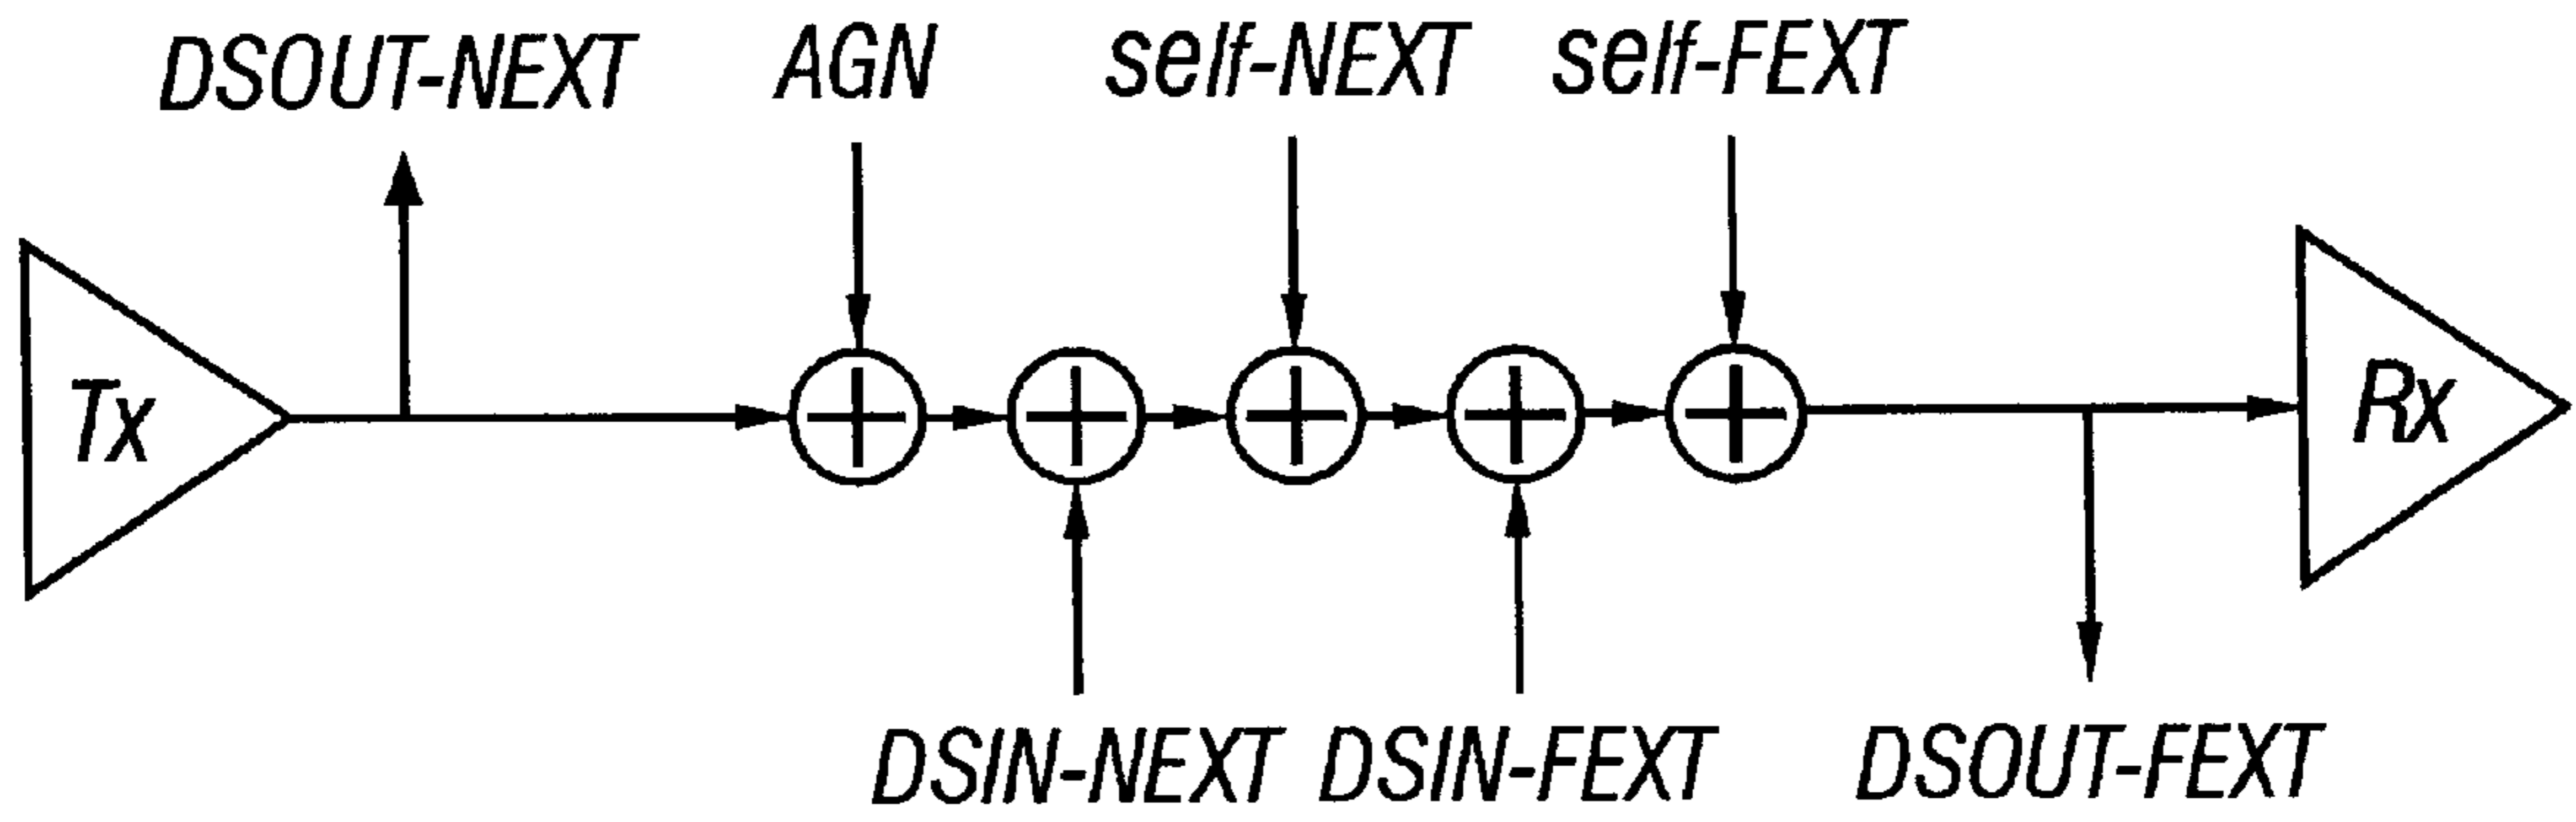 DSOUT-NEXT
AGN
self-NEXT
self-FEXT
Tx
Rx
DSIN-NEXT
DSIN-FEXT
DSOUT-FEXT